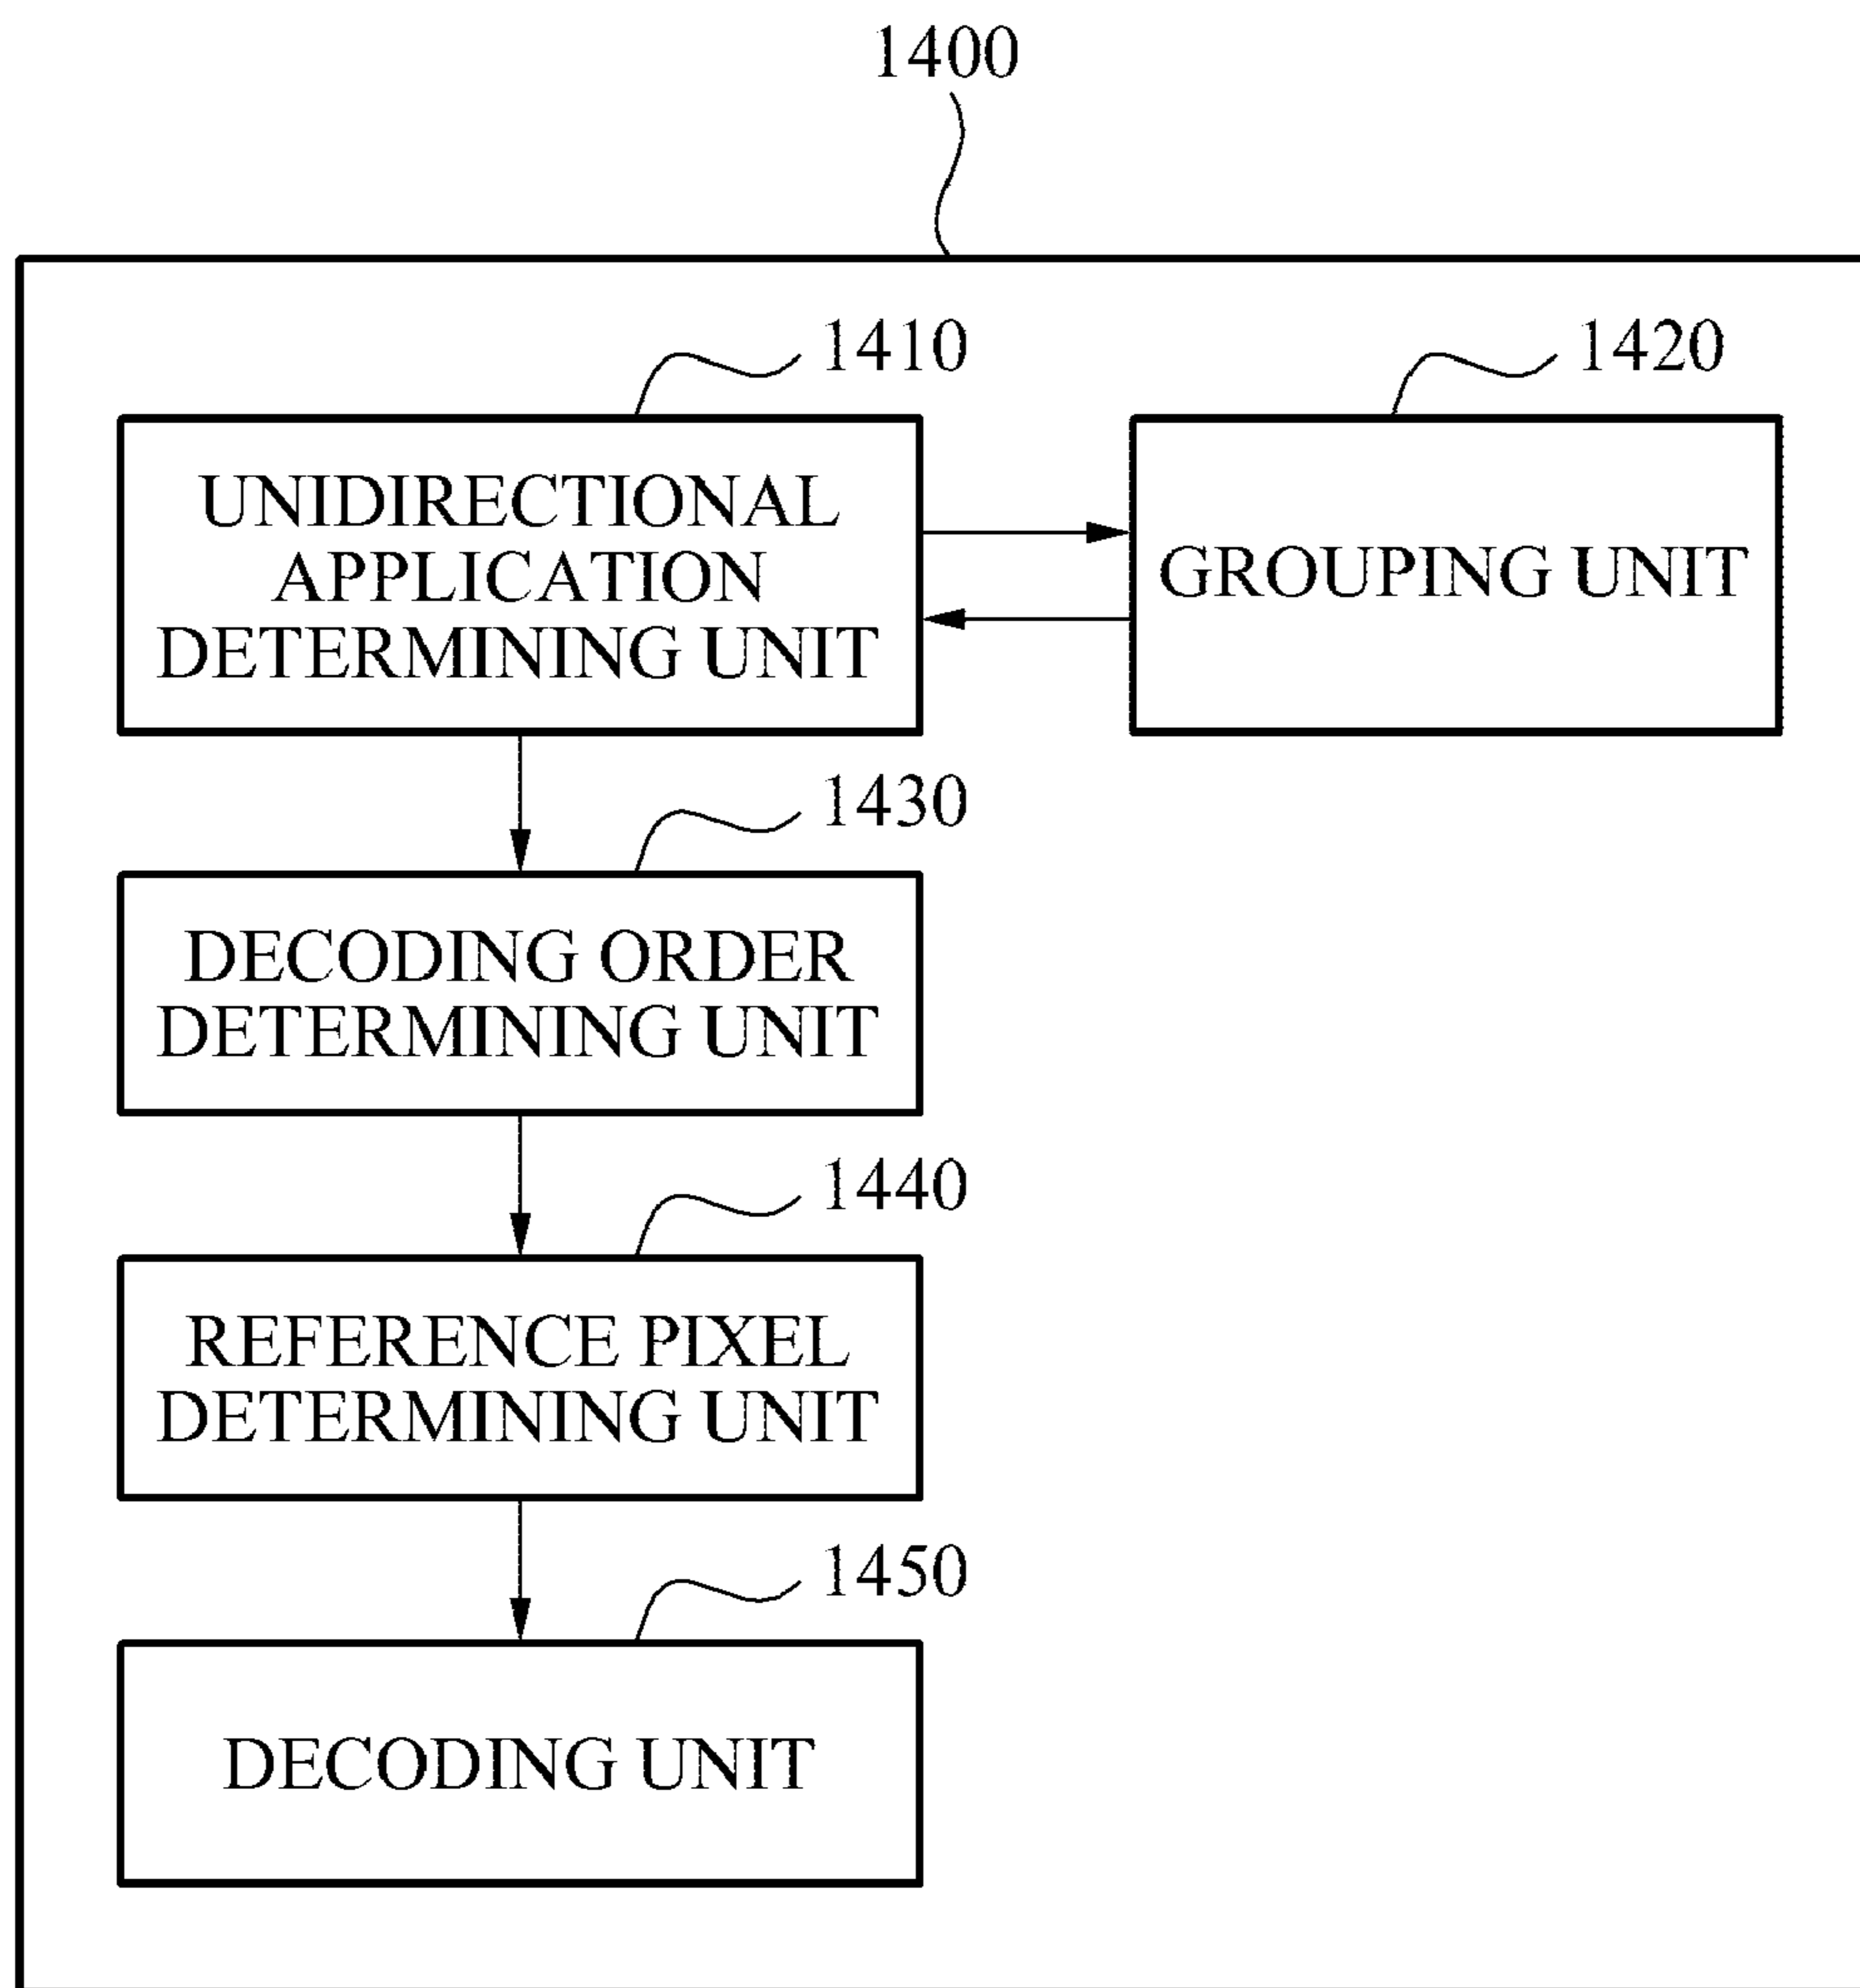 1400
1410
1420
UNIDIRECTIONAL
APPLICATION
DETERMINING UNIT
GROUPING UNIT
1430
DECODING ORDER
DETERMINING UNIT
1440
REFERENCE PIXEL
DETERMINING UNIT
1450
DECODING UNIT